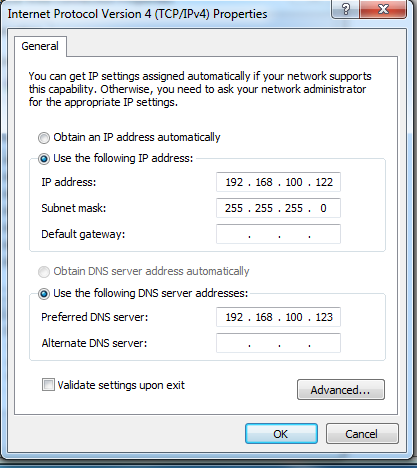 Internet Protocol Version 4 (TCP/IPv4) Properties
?
General
You can get IP settings assigned automatically if your network supports
this capability. Otherwise, you need to ask your network administrator
for the appropriate IP settings.
Obtain an IP address automatically
Use the following IP address:
IP address: 192 . 168 . 100 . 122
Subnet mask: 255 . 255 . 255 . 0
Default gateway: . . .
Obtain DNS server address automatically
Use the following DNS server addresses:
Preferred DNS server: 192 . 168 . 100 . 123
Alternate DNS server: . . .
Validate settings upon exit
Advanced...
OK Cancel